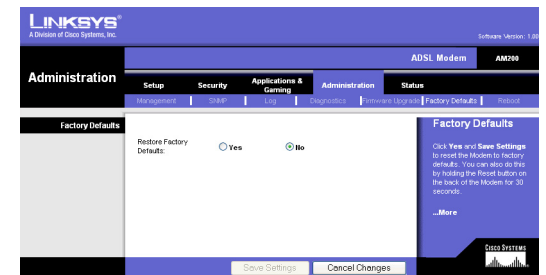 LINKSYS®
A Division of Cisco Systems, Inc.
Software Version: 1.00
ADSL Modem AM200
Administration
Setup Security Applications & Gaming Administration Status
Management SNMP Log Diagnostics Firmware Upgrade Factory Defaults Reboot
Factory Defaults
Restore Factory
Defaults:
Yes No
Factory Defaults
Click Yes and Save Settings
to reset the Modem to factory
defaults. You can also do this
by holding the Reset button on
the back of the Modem for 30
seconds.
...More
CISCO SYSTEMS
Save Settings Cancel Changes